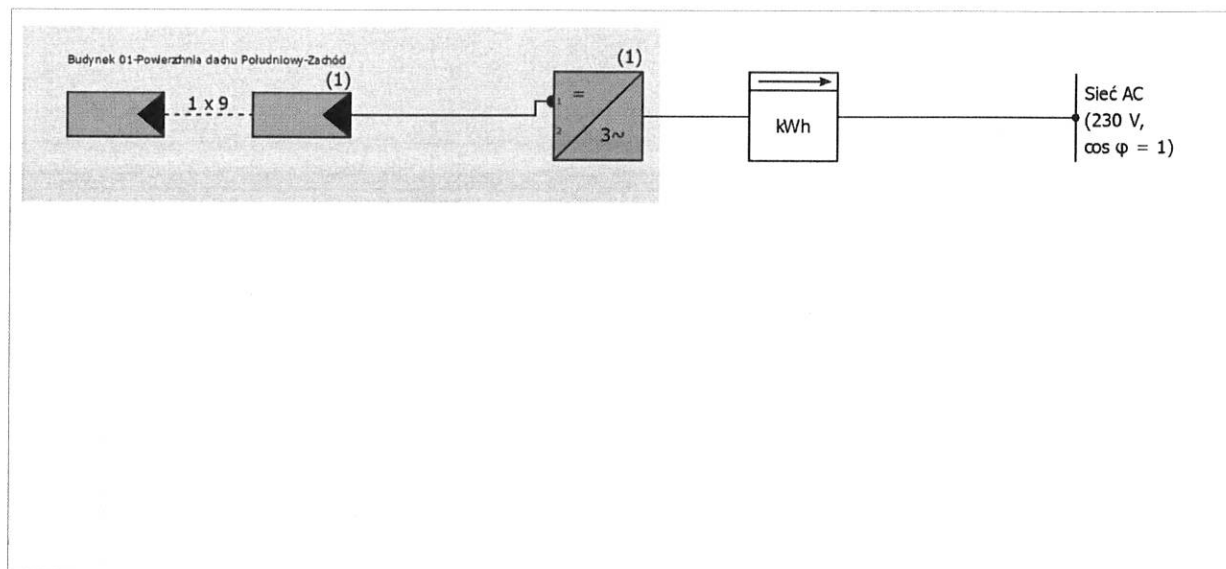 Budynek 01-Powierzchnia dachu Południowy-Zachód
(1)
1 x 9
(1)
1
=
2
3~
kWh
Sieć AC
(230 V,
cos φ = 1)